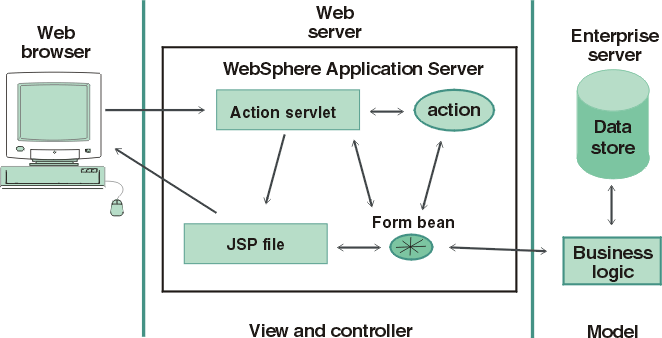 Web
browser
Web
server
WebSphere Application Server
Action servlet
action
Form bean
JSP file
View and controller
Enterprise
server
Data
store
Business
logic
Model